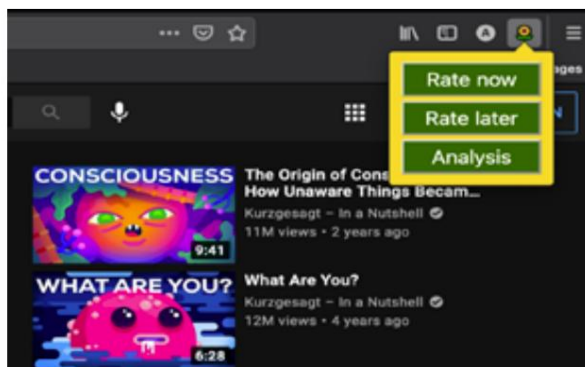 Rate now
ages
Rate later
N
Analysis
CONSCIOUSNESS
9:41
The Origin of Cons
How Unaware Things Becam...
Kurzgesagt – In a Nutshell
11M views • 2 years ago
WHAT ARE YOU?
6:28
What Are You?
Kurzgesagt – In a Nutshell
12M views • 4 years ago